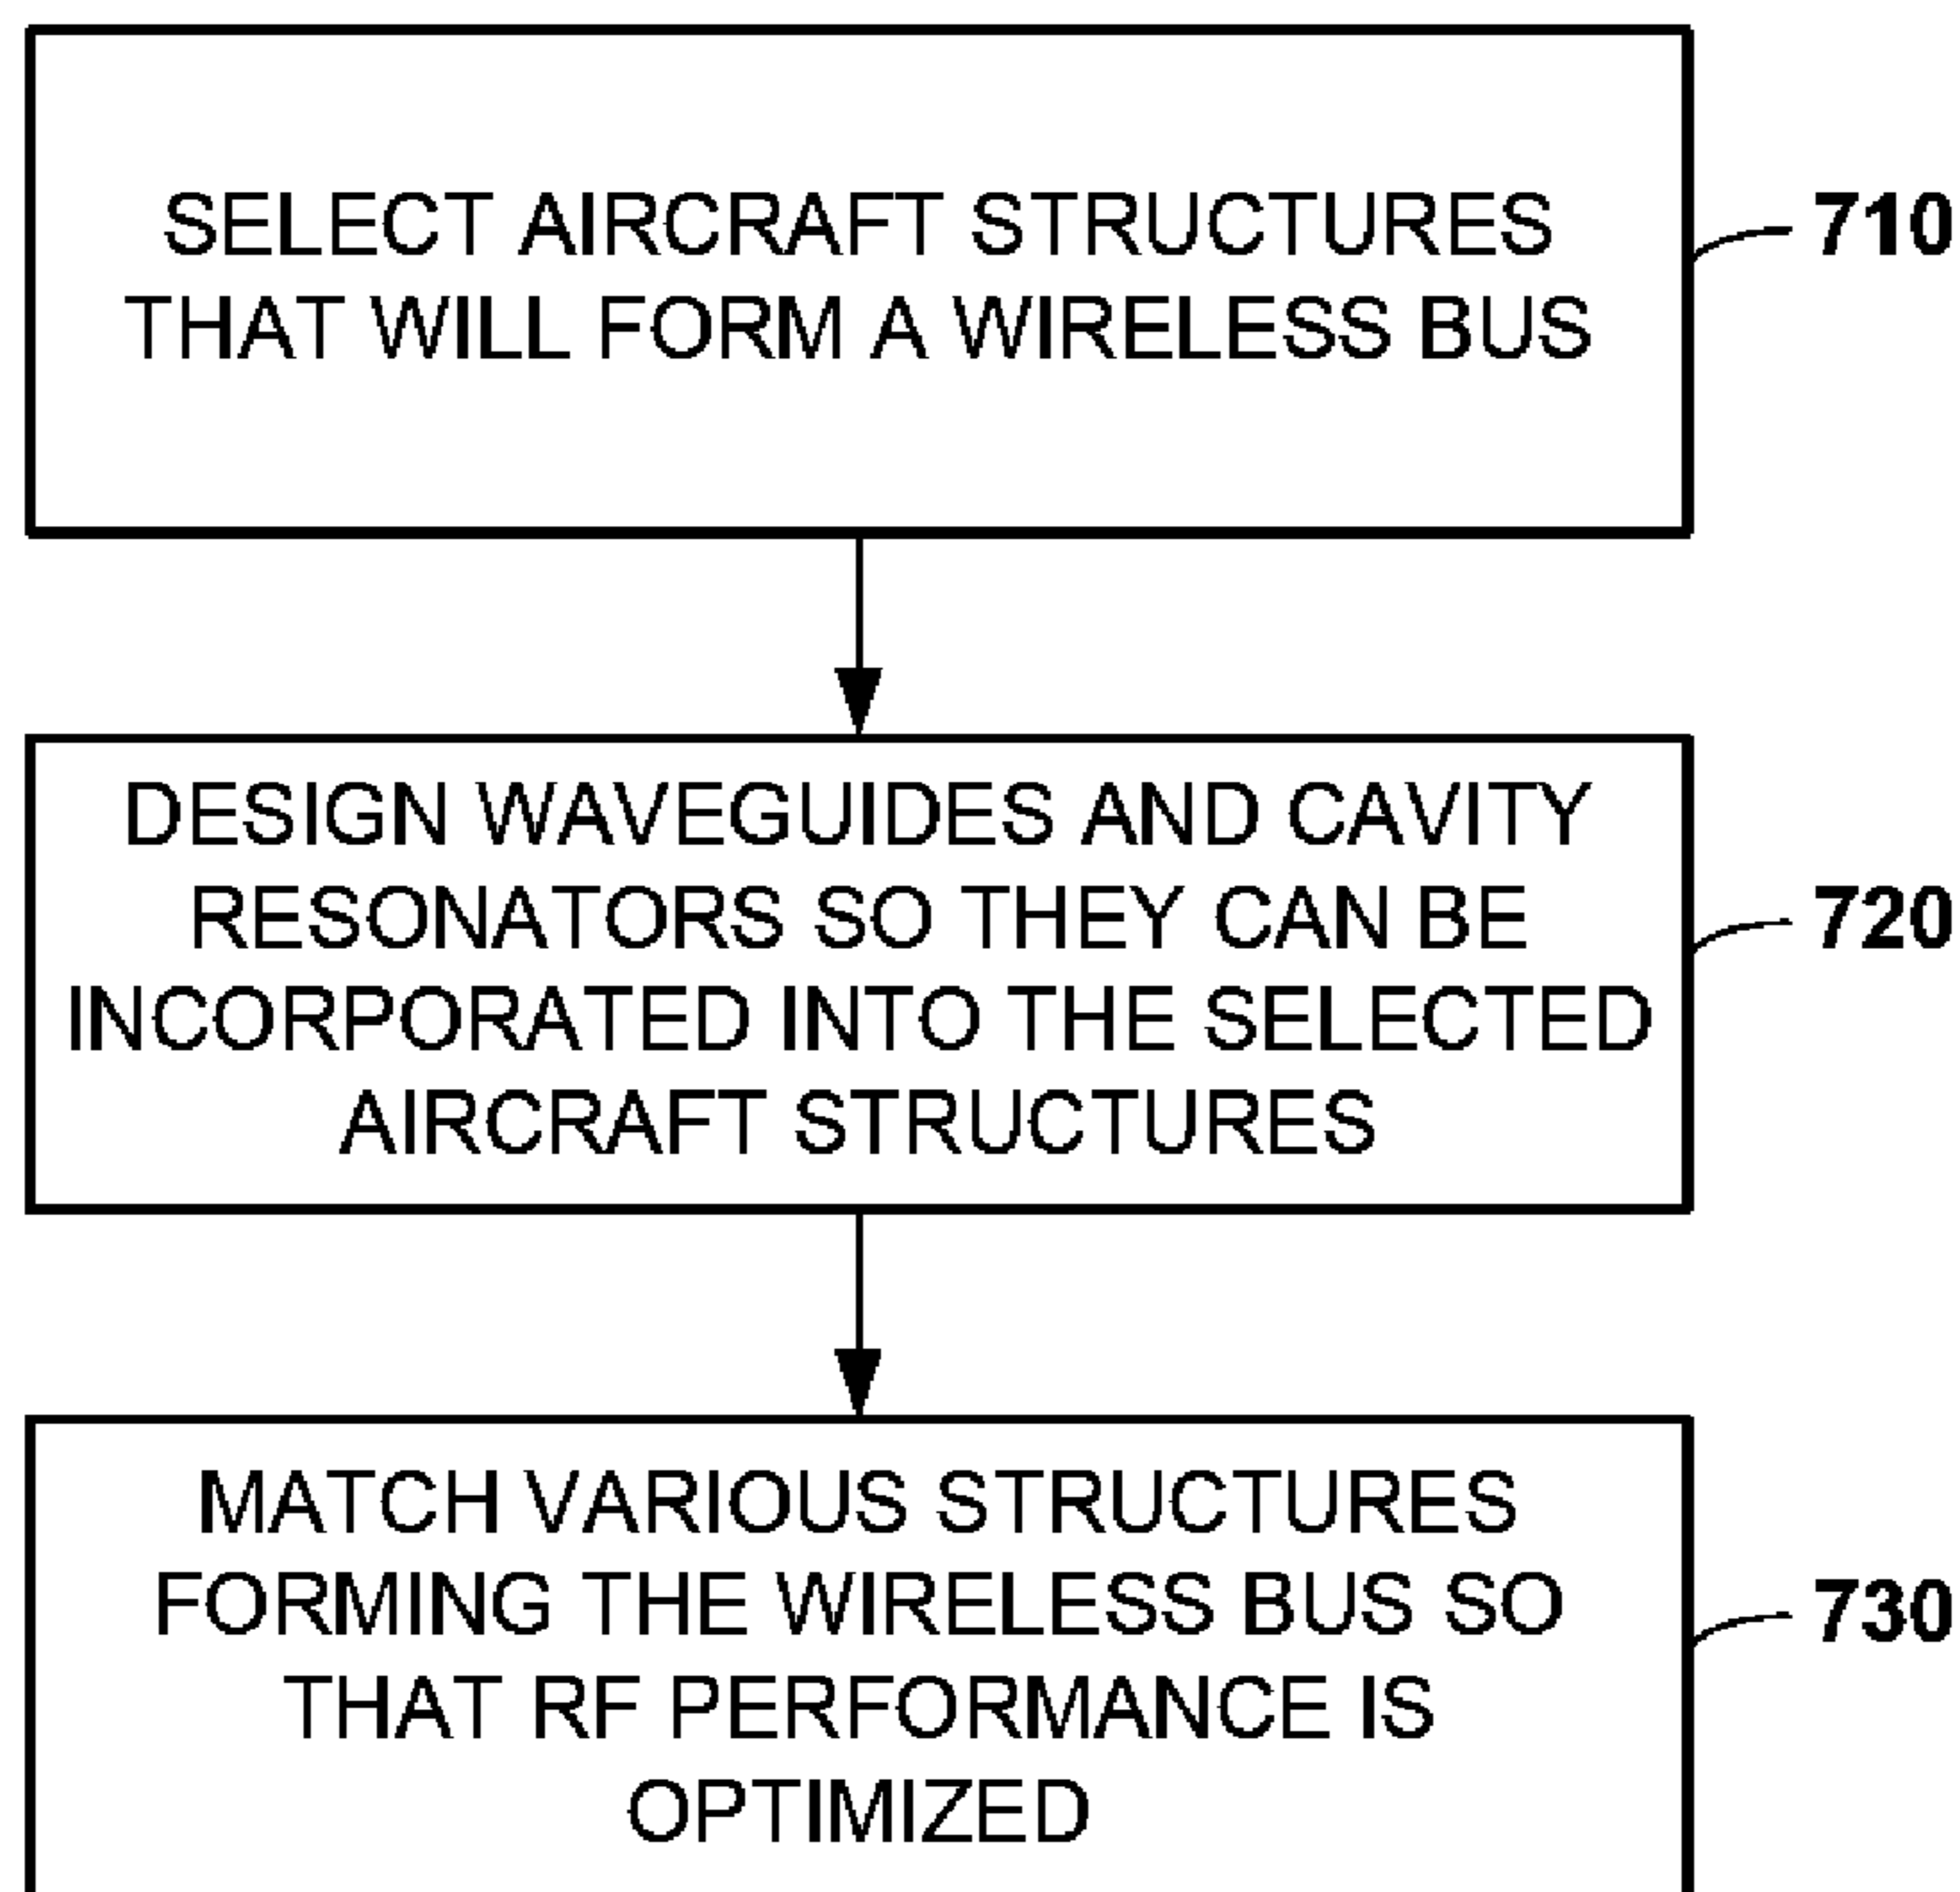 SELECT AIRCRAFT STRUCTURES
THAT WILL FORM A WIRELESS BUS
710
DESIGN WAVEGUIDES AND CAVITY
RESONATORS SO THEY CAN BE
INCORPORATED INTO THE SELECTED
AIRCRAFT STRUCTURES
720
MATCH VARIOUS STRUCTURES
FORMING THE WIRELESS BUS SO
THAT RF PERFORMANCE IS
OPTIMIZED
730